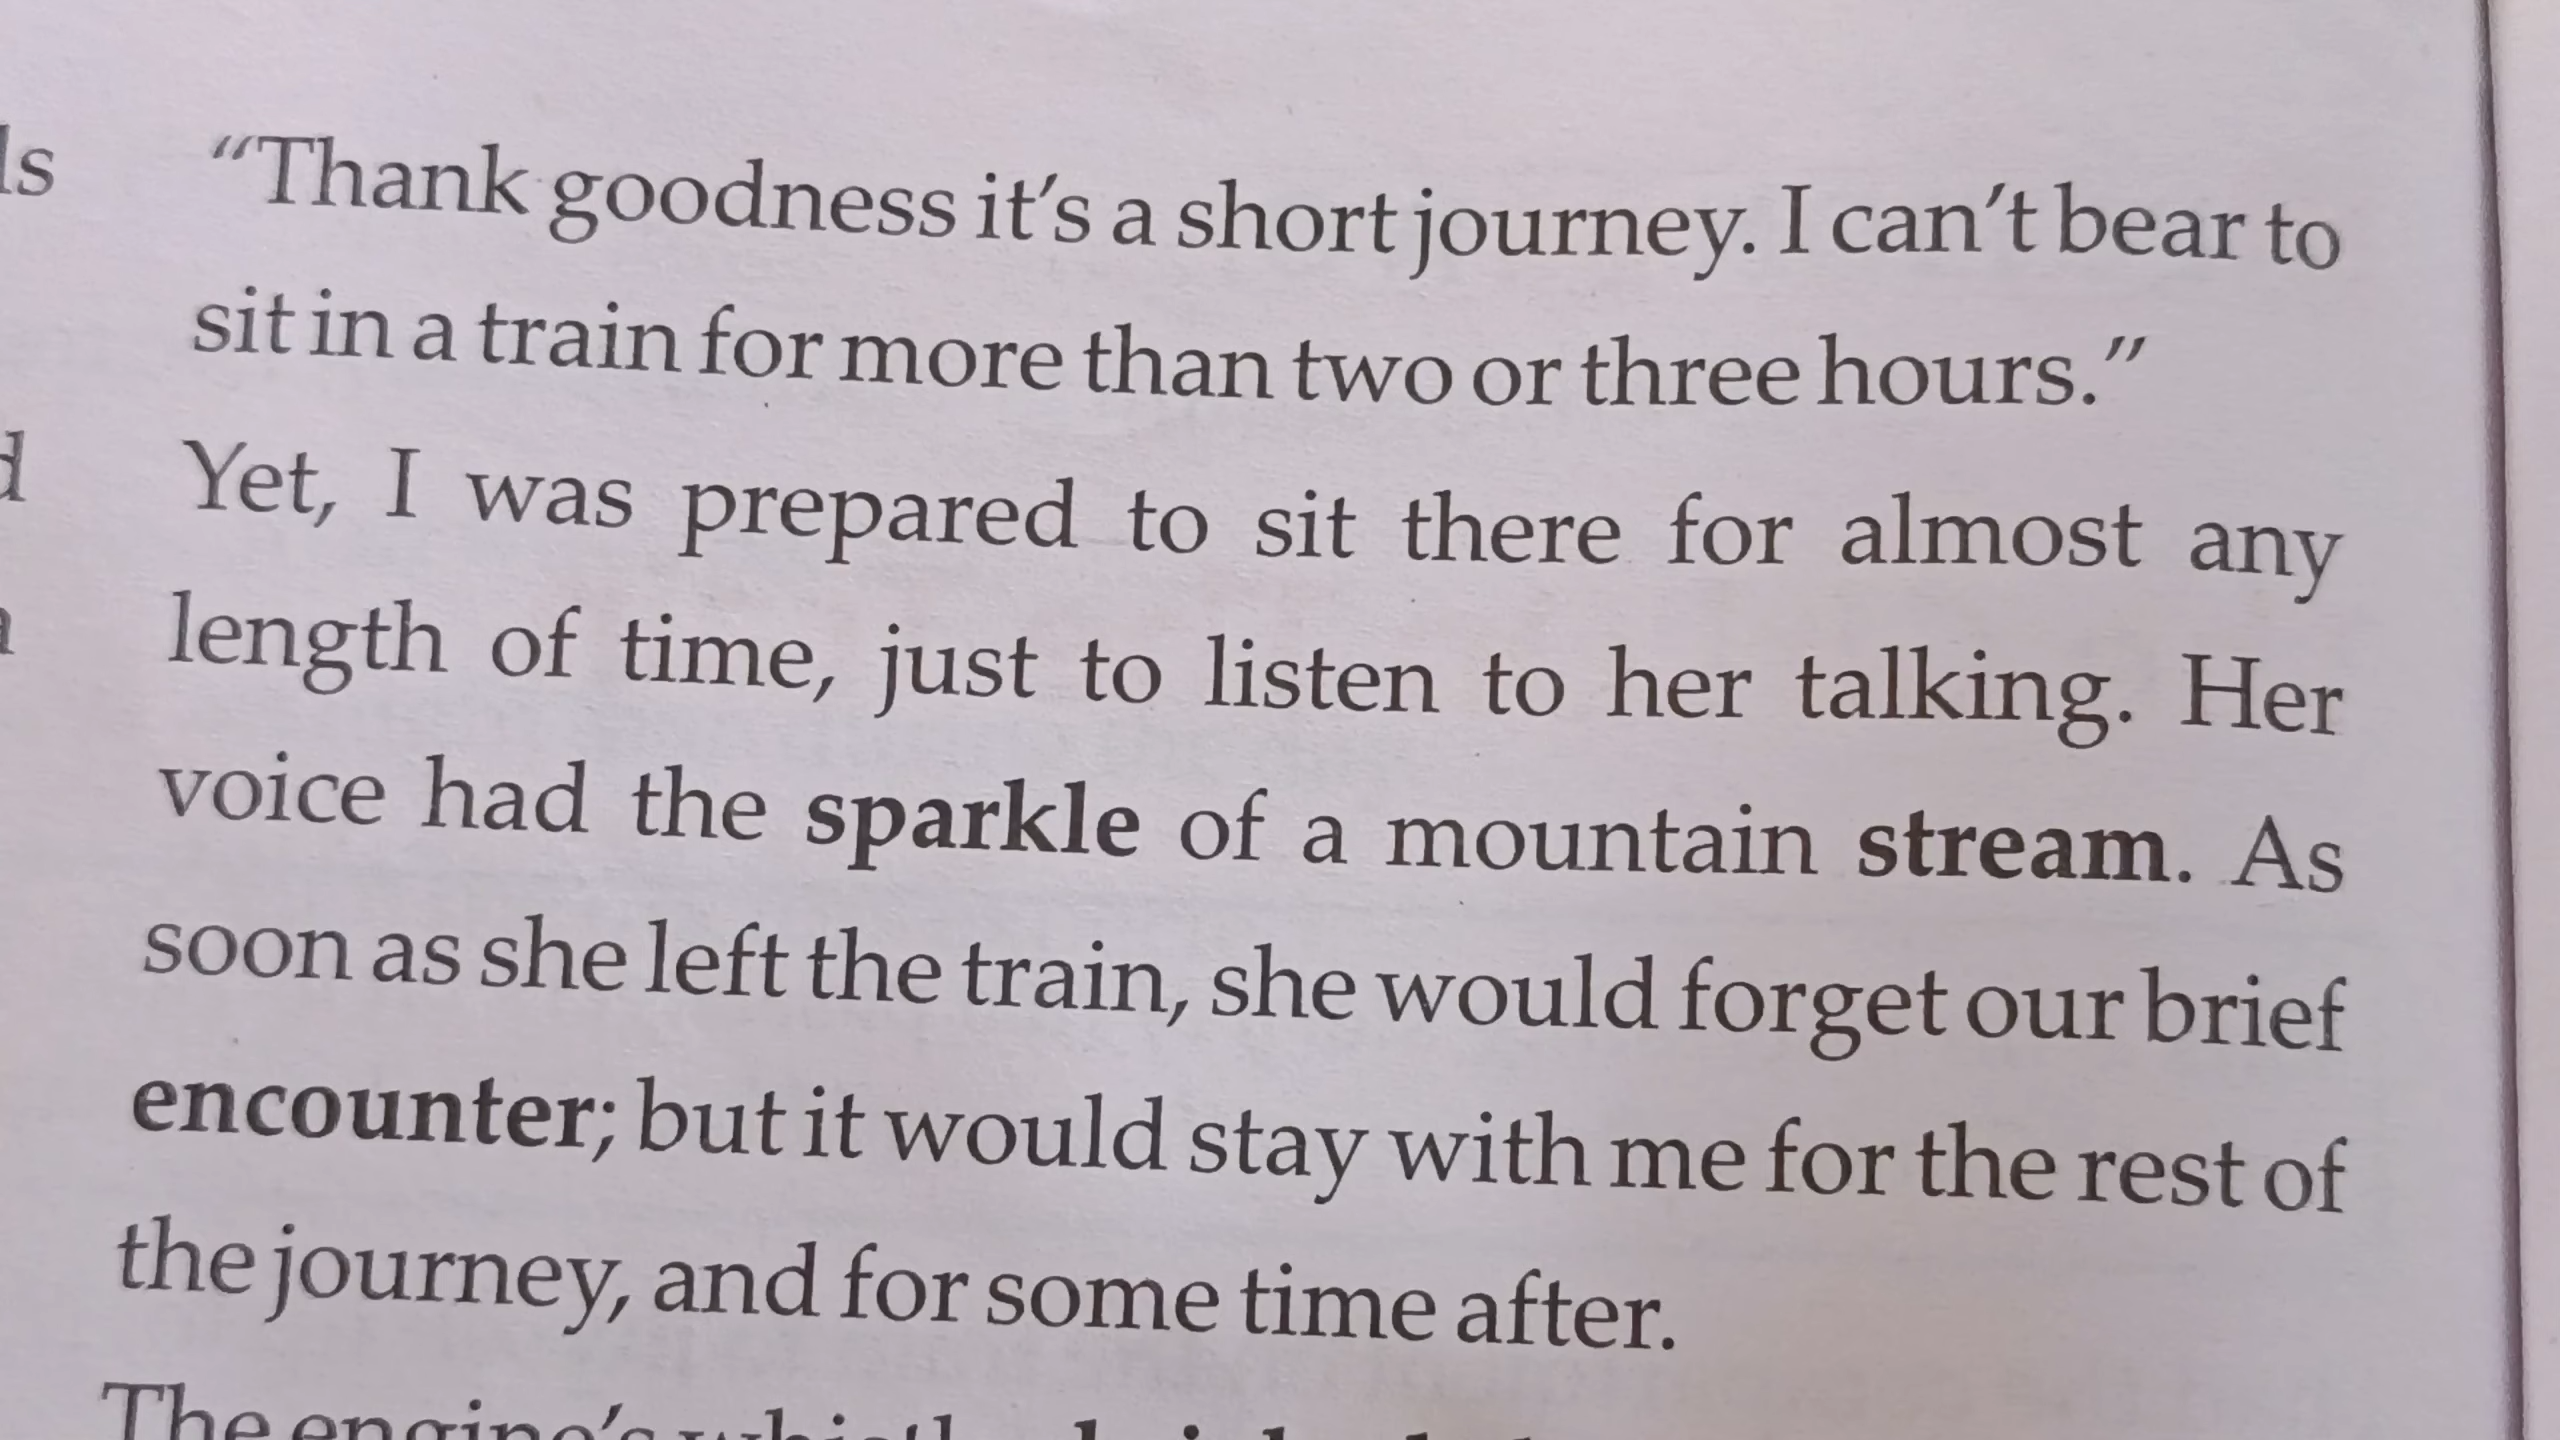 "Thank goodness it's a short journey. I can't bear to
sit in a train for more than two or three hours."
Yet, I was prepared to sit there for almost any
length of time, just to listen to her talking. Her
voice had the sparkle of a mountain stream. As
soon as she left the train, she would forget our brief
encounter; but it would stay with me for the rest of
the journey, and for some time after.
The engine's